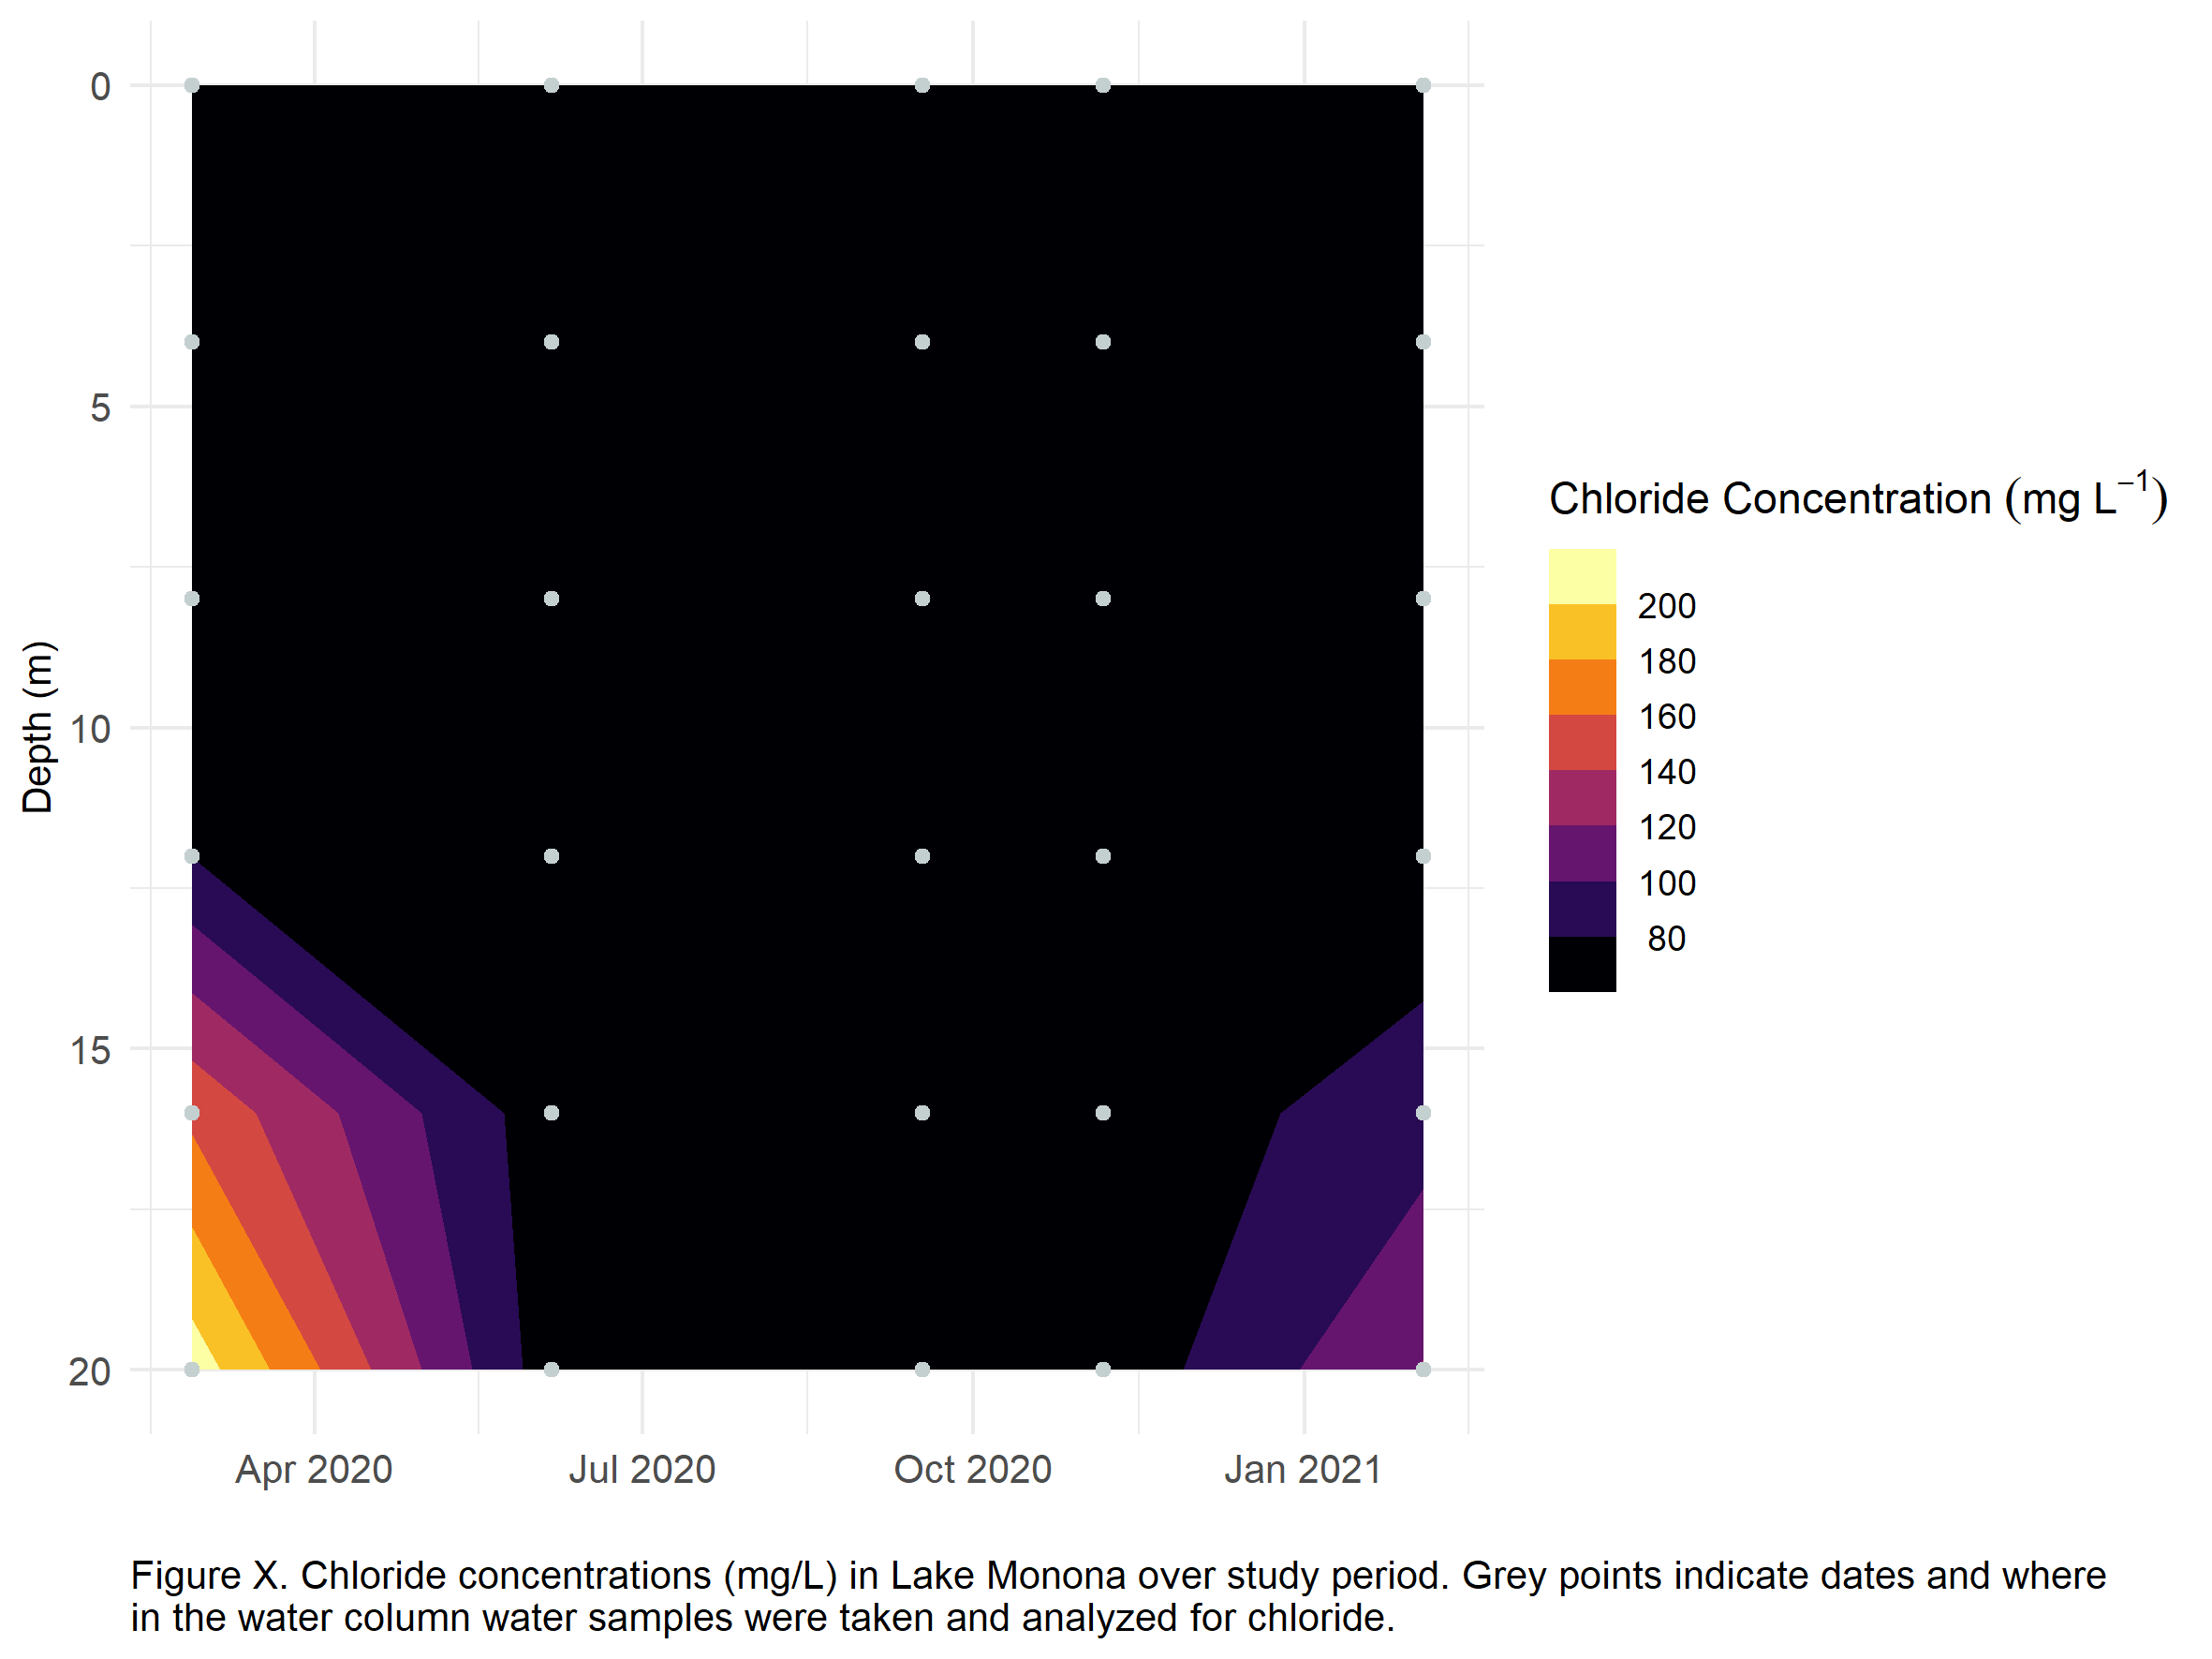 0
5
10
15
20
Depth (m)
Apr 2020
Jul 2020
Oct 2020
Jan 2021
Chloride Concentration (mg L⁻¹)
200
180
160
140
120
100
80
Figure X. Chloride concentrations (mg/L) in Lake Monona over study period. Grey points indicate dates and where
in the water column water samples were taken and analyzed for chloride.